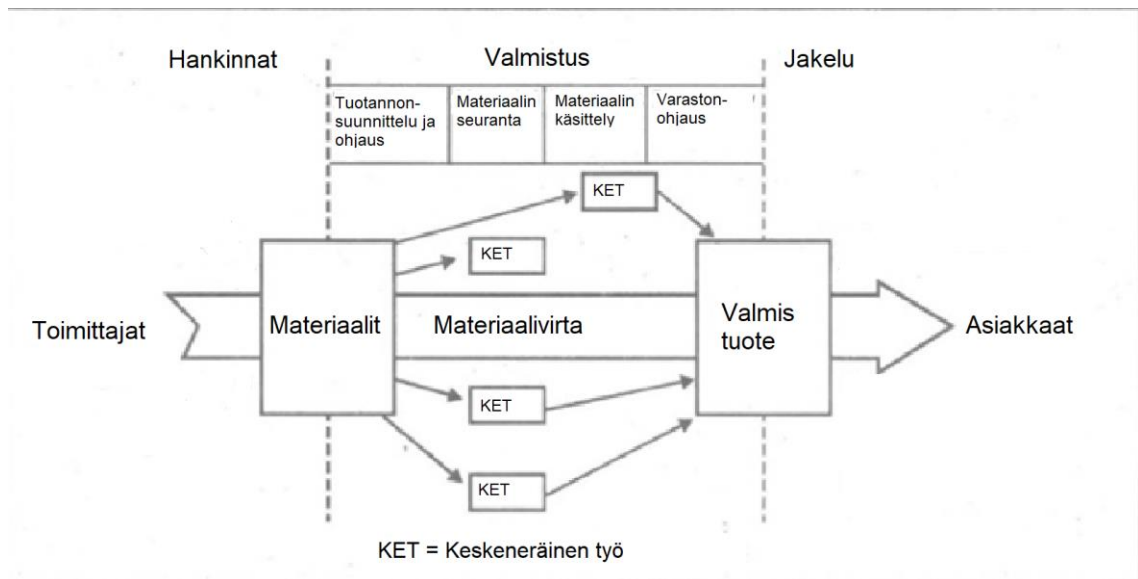 Hankinnat
Valmistus
Jakelu
Tuotannon-
suunnittelu ja
ohjaus
Materiaalin
seuranta
Materiaalin
käsittely
Varaston-
ohjaus
KET
KET
Toimittajat
Materiaalit
Materiaalivirta
Valmis
tuote
Asiakkaat
KET
KET
KET = Keskeneräinen työ